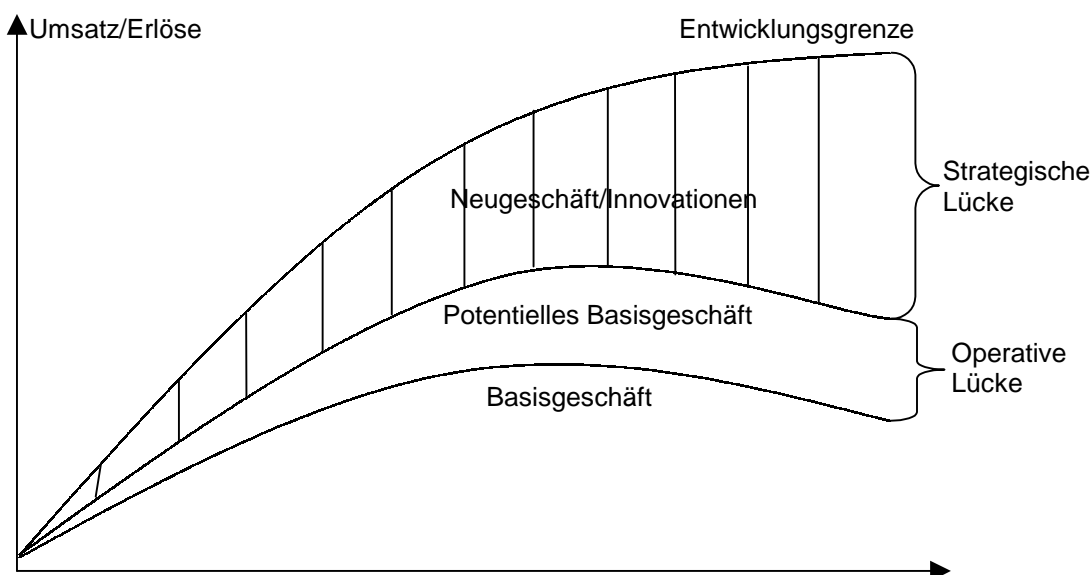 Umsatz/Erlöse
Entwicklungsgrenze
Strategische
Lücke
Neugeschäft/Innovationen
Potentielles Basisgeschäft
Operative
Lücke
Basisgeschäft